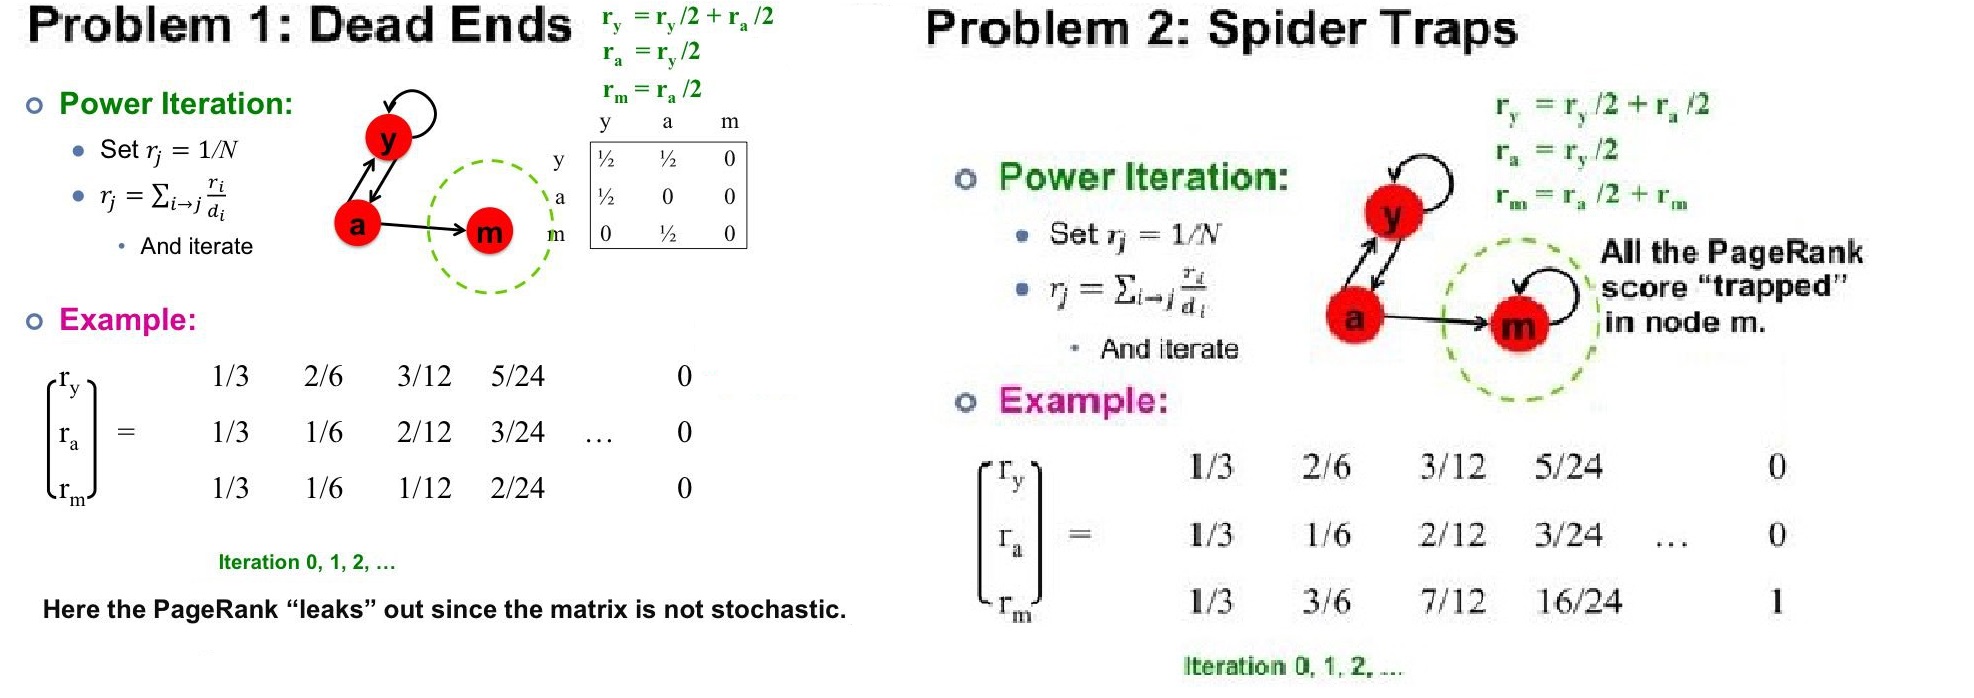 Problem 1: Dead Ends
r_y = r_y /2 + r_a /2
r_a = r_y /2
r_m = r_a /2
Power Iteration:
Set r_j = 1/N
r_j = Σ_{i→j} r_i/d_i
And iterate
y
a
m
y a m
y ½ ½ 0
a ½ 0 0
m 0 ½ 0
Example:
r_y 1/3 2/6 3/12 5/24 0
r_a = 1/3 1/6 2/12 3/24 … 0
r_m 1/3 1/6 1/12 2/24 0
Iteration 0, 1, 2, …
Here the PageRank “leaks” out since the matrix is not stochastic.
Problem 2: Spider Traps
r_y = r_y /2 + r_a /2
r_a = r_y /2
r_m = r_a /2 + r_m
Power Iteration:
Set r_j = 1/N
r_j = Σ_{i→j} r_i/d_i
And iterate
y
a
m
All the PageRank
score “trapped”
in node m.
Example:
r_y 1/3 2/6 3/12 5/24 0
r_a = 1/3 1/6 2/12 3/24 … 0
r_m 1/3 3/6 7/12 16/24 1
Iteration 0, 1, 2, …